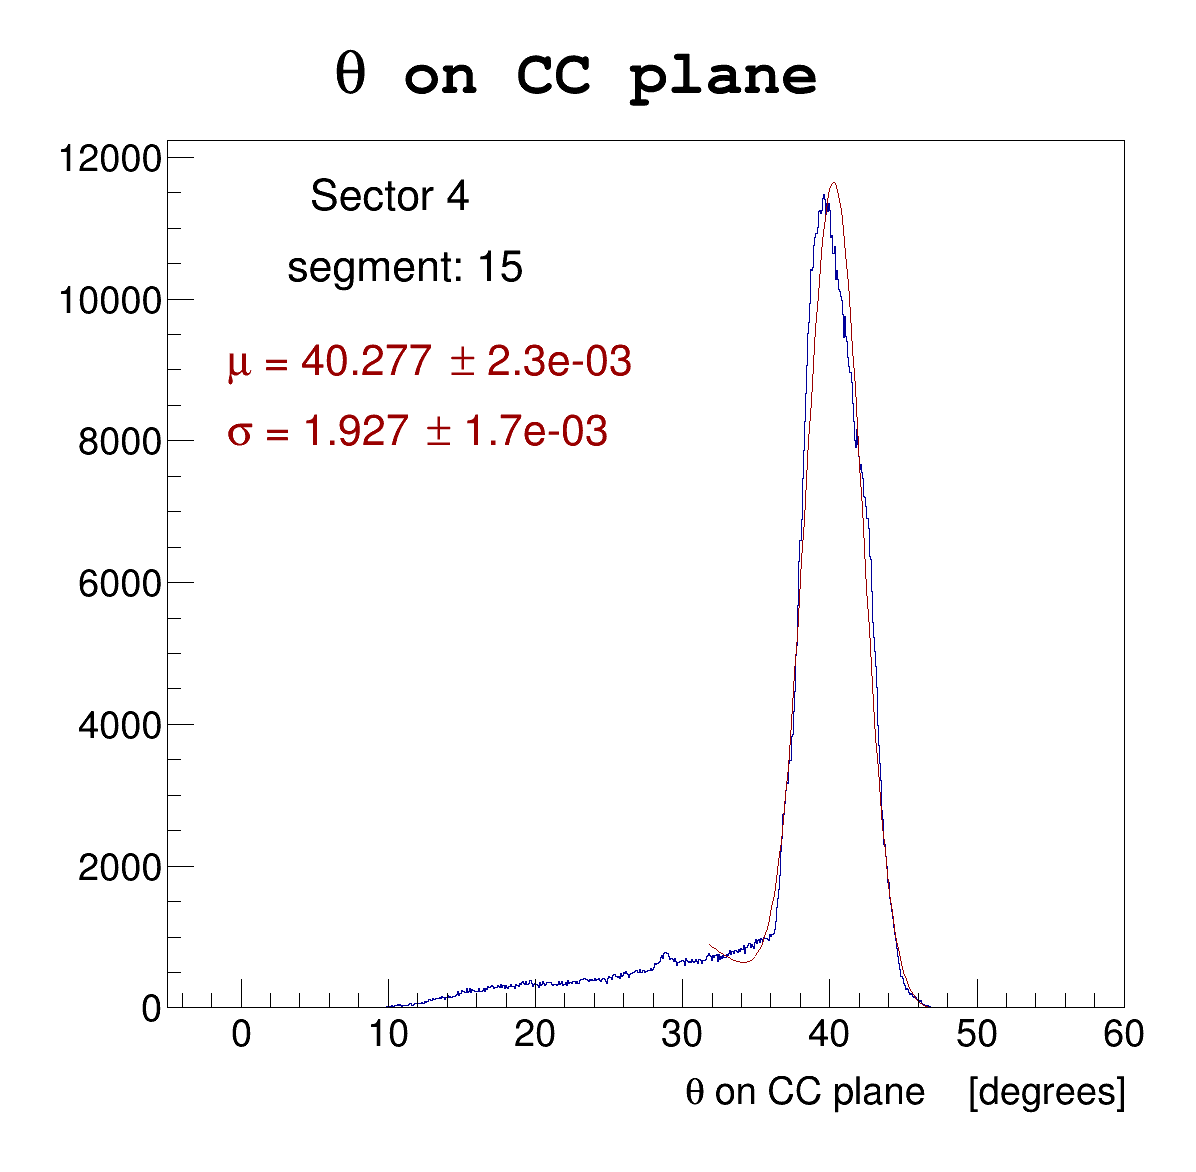 θ on CC plane
12000
Sector 4
segment: 15
10000
μ = 40.277 ± 2.3e-03
σ = 1.927 ± 1.7e-03
8000
6000
4000
2000
0
0 10 20 30 40 50 60
θ on CC plane [degrees]